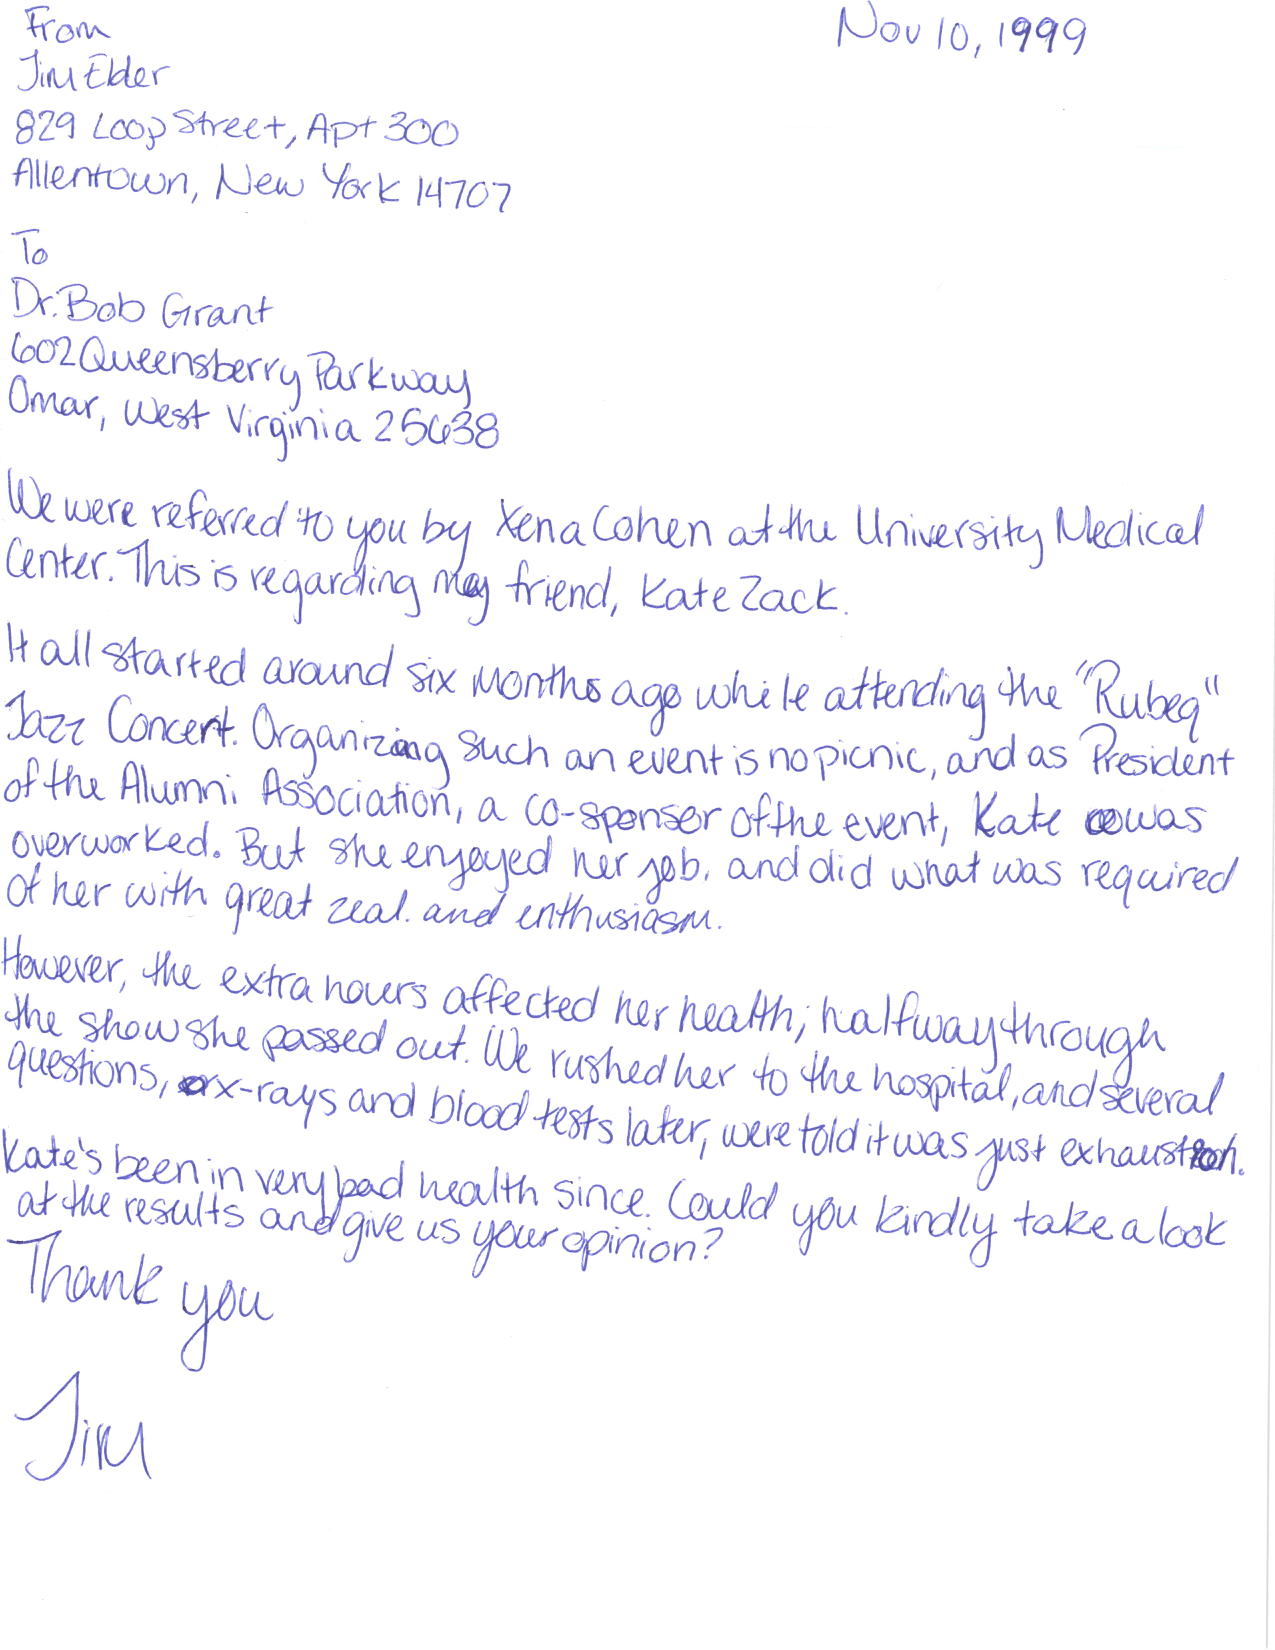 From
Nov 10, 1999
Jim Elder
829 Loop Street, Apt 300
Allentown, New York 14707
To
Dr. Bob Grant
602 Queensberry Parkway
Omar, West Virginia 25638
We were referred to you by Xena Cohen at the University Medical
Center. This is regarding my friend, Kate Zack.
It all started around six months ago while attending the "Rubeq"
Jazz Concert. Organizing such an event is no picnic, and as President
of the Alumni Association, a co-sponser of the event, Kate was
overworked. But she enjoyed her job, and did what was required
of her with great zeal. and enthusiasm.
However, the extra hours affected her health; halfway through
the show she passed out. We rushed her to the hospital, and several
questions, x-rays and blood tests later, were told it was just exhaustion.
Kate's been in very bad health since. Could you kindly take a look
at the results and give us your opinion?
Thank you
Jim